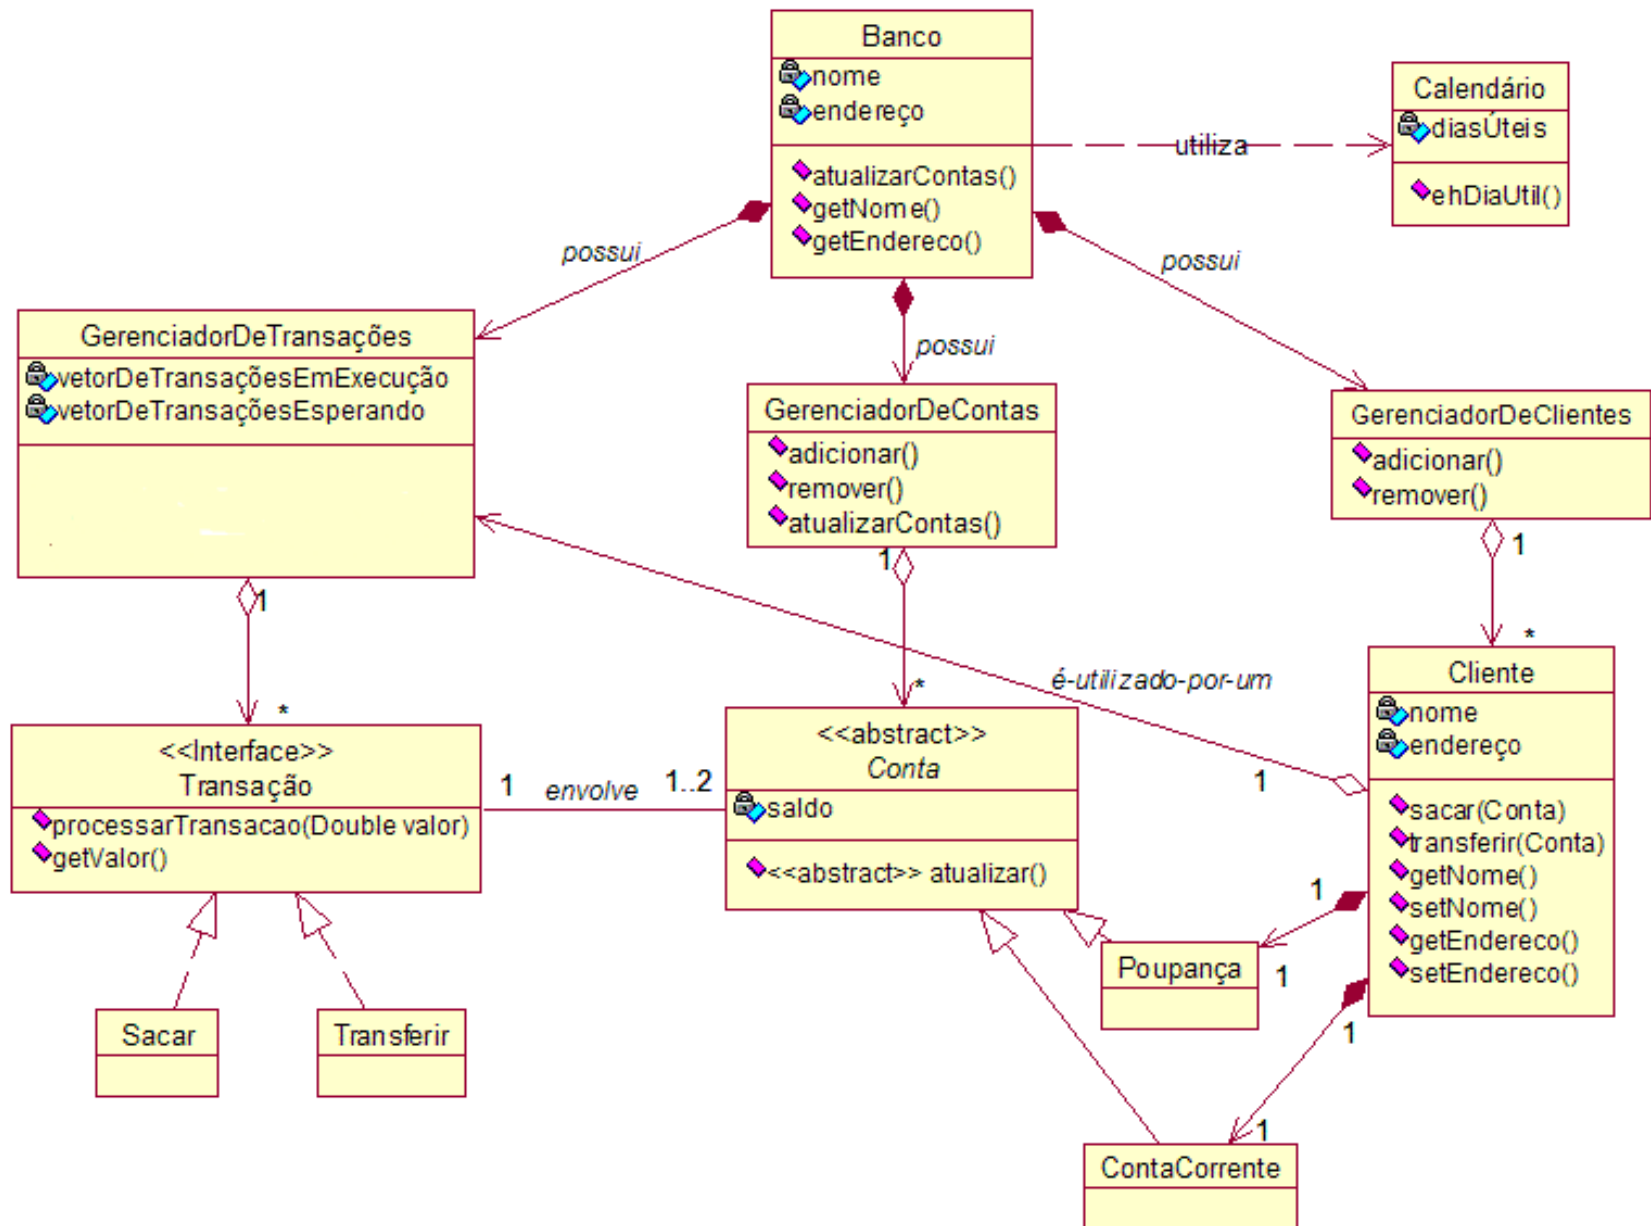 Banco
nome
endereço
atualizarContas()
getNome()
getEndereco()
utiliza
Calendário
diasÚteis
ehDiaUtil()
possui
possui
possui
GerenciadorDeTransações
vetorDeTransaçõesEmExecução
vetorDeTransaçõesEsperando
GerenciadorDeContas
adicionar()
remover()
atualizarContas()
GerenciadorDeClientes
adicionar()
remover()
1
*
1
*
1
*
é-utilizado-por-um
1
<<Interface>>
Transação
processarTransacao(Double valor)
getValor()
1
envolve
1..2
<<abstract>>
Conta
saldo
<<abstract>> atualizar()
Cliente
nome
endereço
sacar(Conta)
transferir(Conta)
getNome()
setNome()
getEndereco()
setEndereco()
1
1
1
1
Sacar
Transferir
Poupança
ContaCorrente